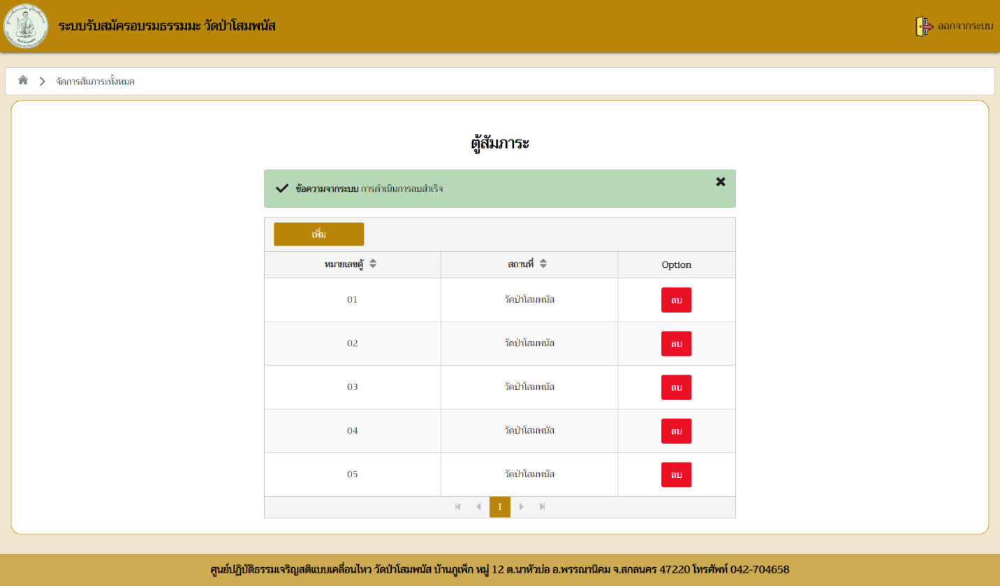 ระบบรับสมัครอบรมธรรมมะ วัดป่าโสมพนัส
ออกจากระบบ
จัดการสัมภาระทั้งหมด
ตู้สัมภาระ
ข้อความจากระบบ การดำเนินการลบสำเร็จ
เพิ่ม
หมายเลขตู้ สถานที่ Option
01 วัดป่าโสมพนัส ลบ
02 วัดป่าโสมพนัส ลบ
03 วัดป่าโสมพนัส ลบ
04 วัดป่าโสมพนัส ลบ
05 วัดป่าโสมพนัส ลบ
1
ศูนย์ปฏิบัติธรรมเจริญสติแบบเคลื่อนไหว วัดป่าโสมพนัส บ้านภูเพ็ก หมู่ 12 ต.นาหัวบ่อ อ.พรรณานิคม จ.สกลนคร 47220 โทรศัพท์ 042-704658